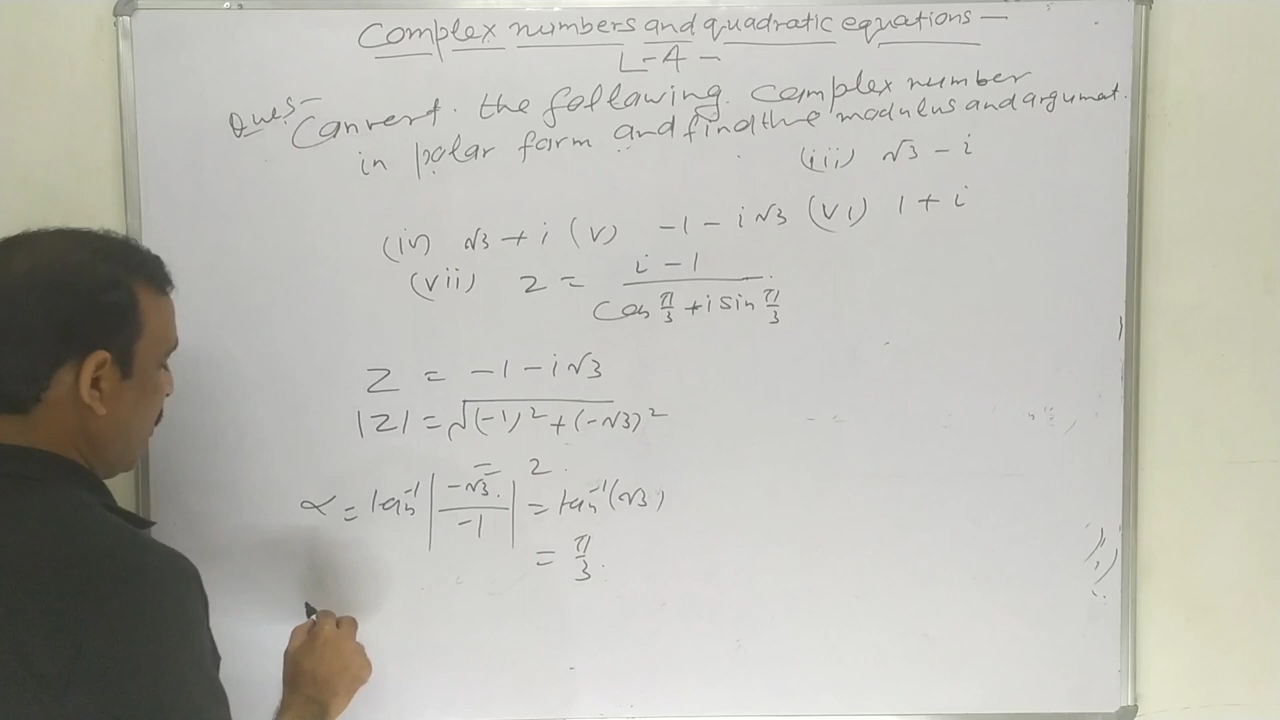 Complex numbers and quadratic equations —
L-4 -
Ques- Convert the following complex number
in polar form and find the modulus and argumat.
(iii) √3 - i
(iv) √3 + i (v) -1 - i√3 (vi) 1 + i
(vii) z = (i - 1) / (Cos π/3 + i Sin π/3)
Z = -1 - i√3
|Z| = √((-1)² + (-√3)²
= 2.
α = tan⁻¹ |-√3/-1| = tan⁻¹(√3)
= π/3.